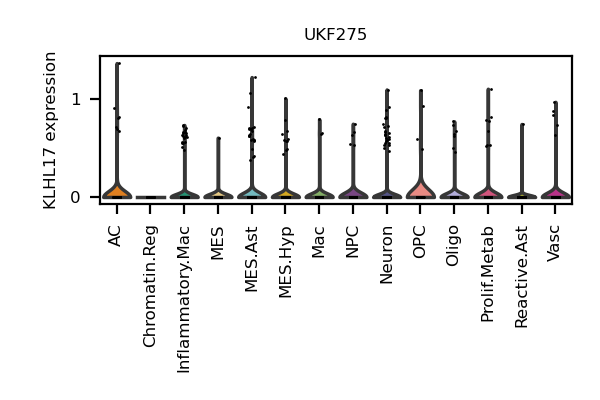 UKF275
KLHL17 expression
1
0
AC
Chromatin.Reg
Inflammatory.Mac
MES
MES.Ast
MES.Hyp
Mac
NPC
Neuron
OPC
Oligo
Prolif.Metab
Reactive.Ast
Vasc